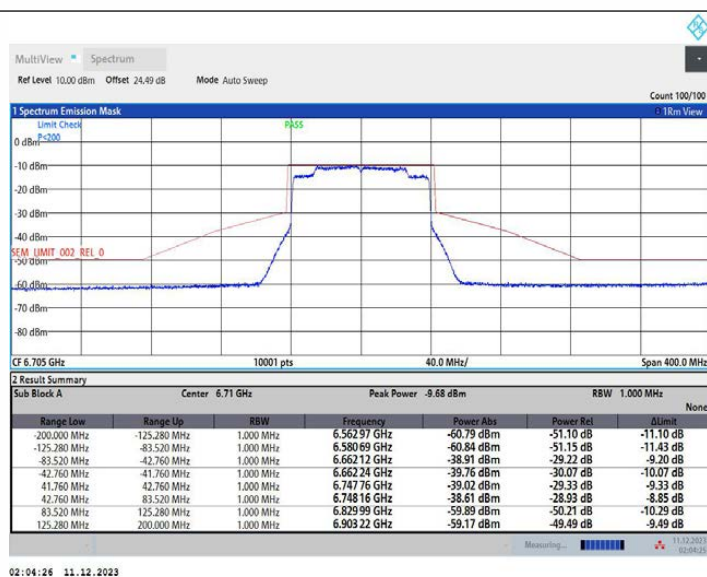 MultiView Spectrum
Ref Level 10.00 dBm Offset 24.49 dB Mode Auto Sweep
Count 100/100
1 Spectrum Emission Mask 1Rm View
Limit Check PASS
P<200
0 dBm
-10 dBm
-20 dBm
-30 dBm
-40 dBm
SEM_LIMIT_002_REL_0
-50 dBm
-60 dBm
-70 dBm
-80 dBm
CF 6.705 GHz 10001 pts 40.0 MHz/ Span 400.0 MHz
2 Result Summary
Sub Block A Center 6.71 GHz Peak Power -9.68 dBm RBW 1.000 MHz
None
Range Low Range Up RBW Frequency Power Abs Power Rel ΔLimit
-200.000 MHz -125.280 MHz 1.000 MHz 6.562 97 GHz -60.79 dBm -51.10 dB -11.10 dB
-125.280 MHz -83.520 MHz 1.000 MHz 6.580 69 GHz -60.84 dBm -51.15 dB -11.43 dB
-83.520 MHz -42.760 MHz 1.000 MHz 6.662 12 GHz -38.91 dBm -29.22 dB -9.20 dB
-42.760 MHz -41.760 MHz 1.000 MHz 6.662 24 GHz -39.76 dBm -30.07 dB -10.07 dB
41.760 MHz 42.760 MHz 1.000 MHz 6.747 76 GHz -39.02 dBm -29.33 dB -9.33 dB
42.760 MHz 83.520 MHz 1.000 MHz 6.748 16 GHz -38.61 dBm -28.93 dB -8.85 dB
83.520 MHz 125.280 MHz 1.000 MHz 6.829 99 GHz -59.89 dBm -50.21 dB -10.29 dB
125.280 MHz 200.000 MHz 1.000 MHz 6.903 22 GHz -59.17 dBm -49.49 dB -9.49 dB
Measuring... 11.12.2023
02:04:25
02:04:26 11.12.2023